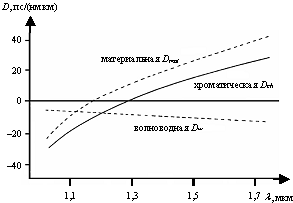 D, пс/(нм·км)
40
материальная Dmat
20
хроматическая Dch
0
−20
волноводная Dw
−40
1,1 1,3 1,5 1,7 λ, мкм